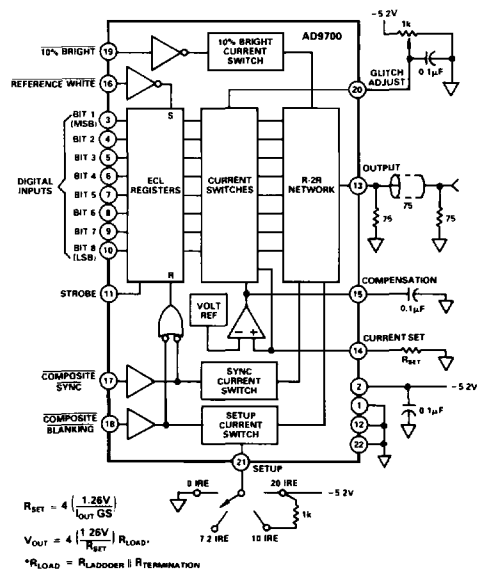 AD9700
-5 2V
1k
0 1µF
GLITCH
ADJUST
20
10% BRIGHT
19
10% BRIGHT
CURRENT
SWITCH
REFERENCE WHITE
16
S
BIT 1
(MSB)
3
BIT 2
4
BIT 3
5
BIT 4
6
BIT 5
7
BIT 6
8
BIT 7
9
BIT 8
(LSB)
10
DIGITAL
INPUTS
ECL
REGISTERS
CURRENT
SWITCHES
R-2R
NETWORK
OUTPUT
13
75
75
75
R
STROBE
11
VOLT
REF
- +
COMPENSATION
15
0.1µF
CURRENT SET
14
RSET
COMPOSITE
SYNC
17
SYNC
CURRENT
SWITCH
COMPOSITE
BLANKING
18
SETUP
CURRENT
SWITCH
2
-5 2V
1
0 1µF
12
22
21
SETUP
0 IRE
20 IRE
-5 2V
1k
7 2 IRE
10 IRE
RSET = 4 (1.26V / IOUT GS)
VOUT = 4 (1 26V / RSET) RLOAD.
*RLOAD = RLADDDER || RTERMINATION